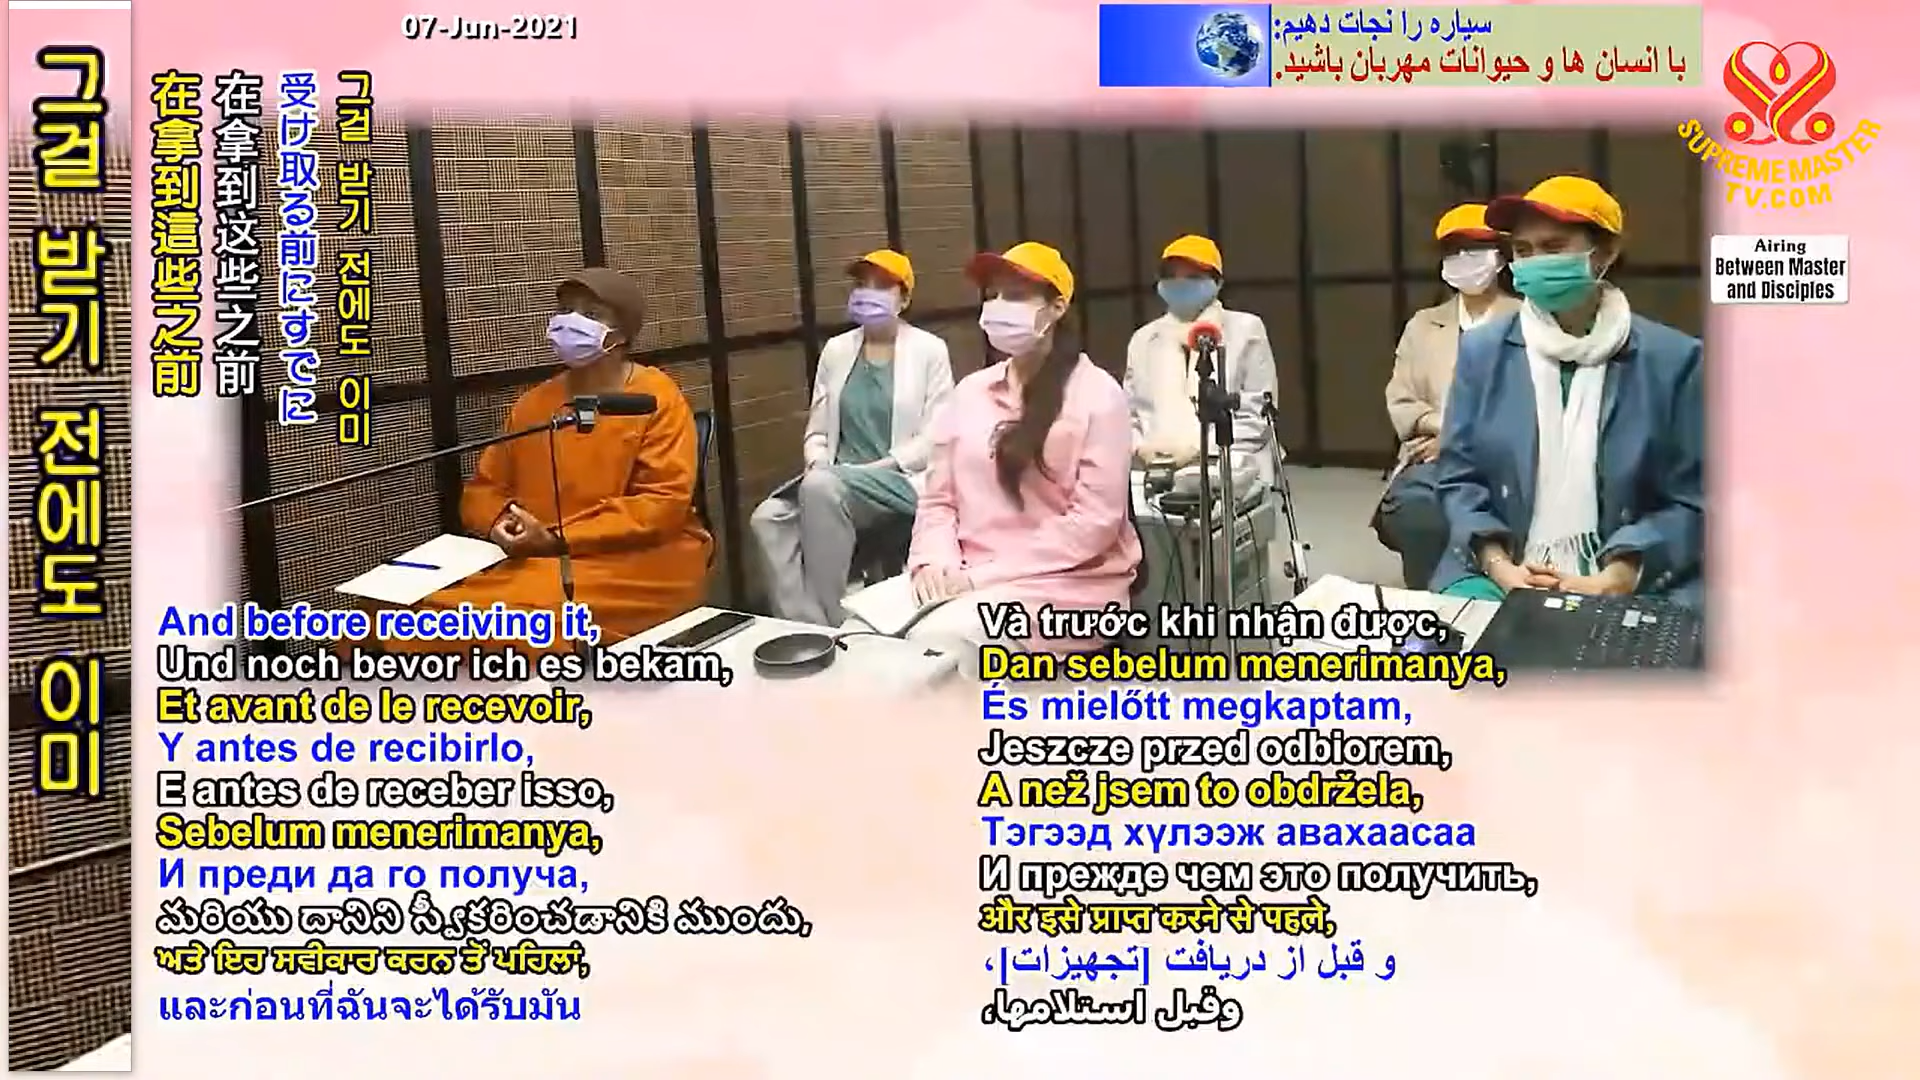 07-Jun-2021
سیاره را نجات دهیم:
با انسان ها و حیوانات مهربان باشید.
SUPREME MASTER
TV.COM
Airing
Between Master
and Disciples
그걸 받기 전에도 이미
그걸 받기 전에도 이미
受け取る前にすでに
在拿到这些之前
在拿到這些之前
And before receiving it,
Und noch bevor ich es bekam,
Et avant de le recevoir,
Y antes de recibirlo,
E antes de receber isso,
Sebelum menerimanya,
И преди да го получа,
మరియు దానిని స్వీకరించడానికి ముందు,
ਅਤੇ ਇਹ ਸਵੀਕਾਰ ਕਰਨ ਤੋਂ ਪਹਿਲਾਂ,
และก่อนที่ฉันจะได้รับมัน
Và trước khi nhận được,
Dan sebelum menerimanya,
És mielőtt megkaptam,
Jeszcze przed odbiorem,
A než jsem to obdržela,
Тэгээд хүлээж авахаасаа
И прежде чем это получить,
और इसे प्राप्त करने से पहले,
و قبل از دریافت [تجهیزات]،
وقبل استلامها،